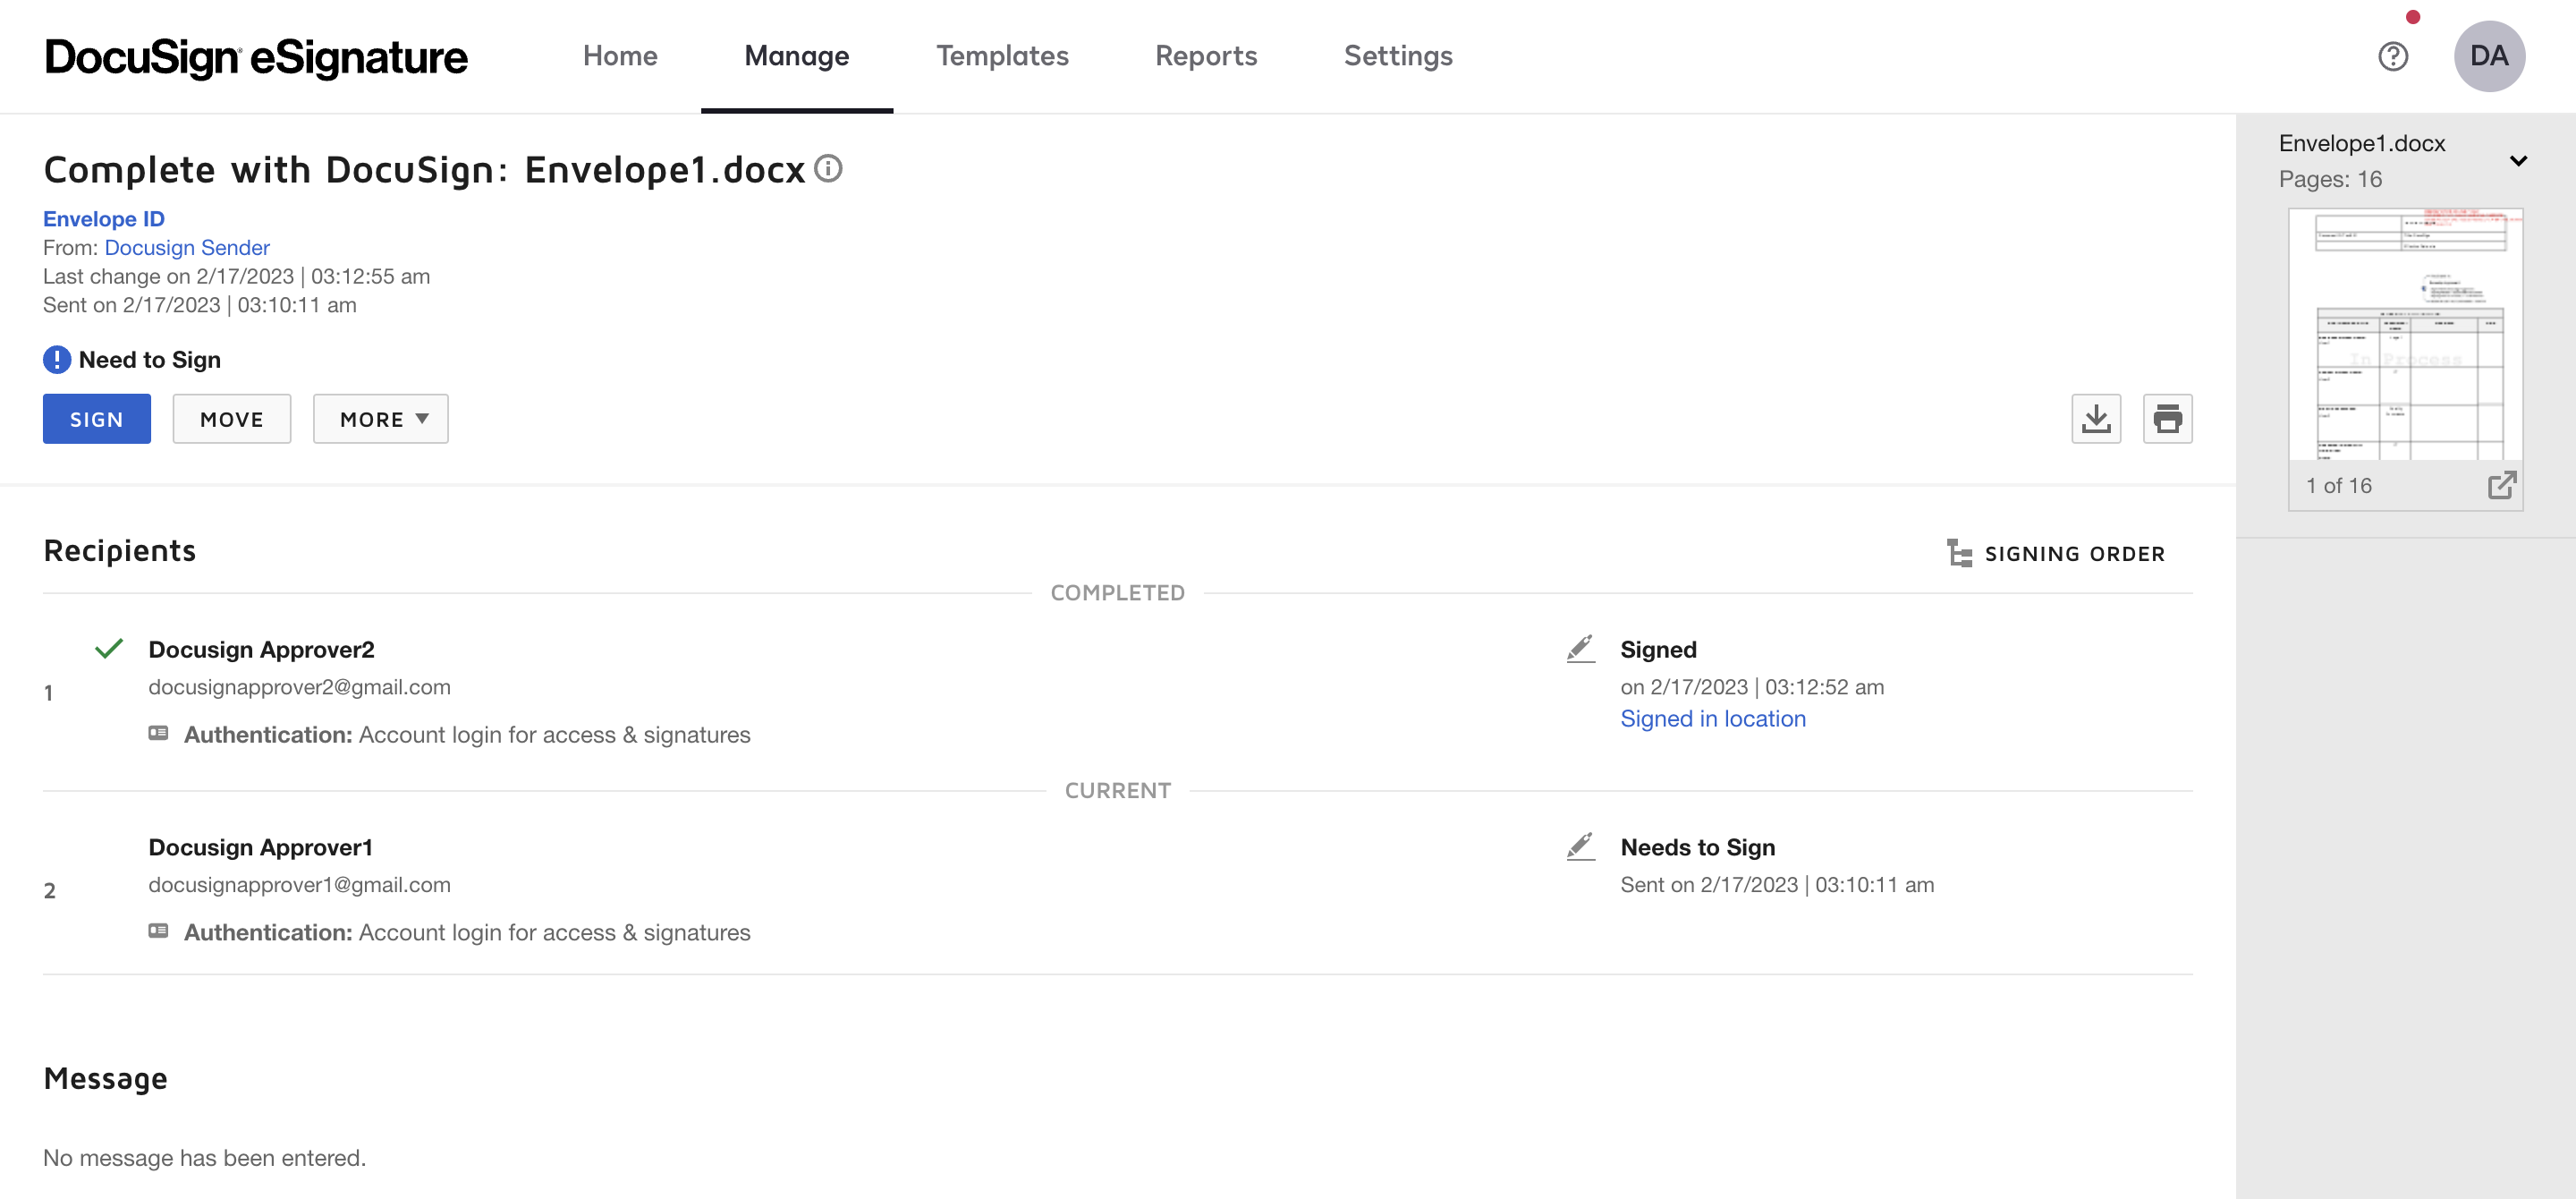 DocuSign eSignature
Home
Manage
Templates
Reports
Settings
DA
Complete with DocuSign: Envelope1.docx
Envelope ID
From: Docusign Sender
Last change on 2/17/2023 | 03:12:55 am
Sent on 2/17/2023 | 03:10:11 am
Need to Sign
SIGN
MOVE
MORE
Envelope1.docx
Pages: 16
In Process
1 of 16
Recipients
SIGNING ORDER
COMPLETED
1
Docusign Approver2
docusignapprover2@gmail.com
Authentication: Account login for access & signatures
Signed
on 2/17/2023 | 03:12:52 am
Signed in location
CURRENT
2
Docusign Approver1
docusignapprover1@gmail.com
Authentication: Account login for access & signatures
Needs to Sign
Sent on 2/17/2023 | 03:10:11 am
Message
No message has been entered.